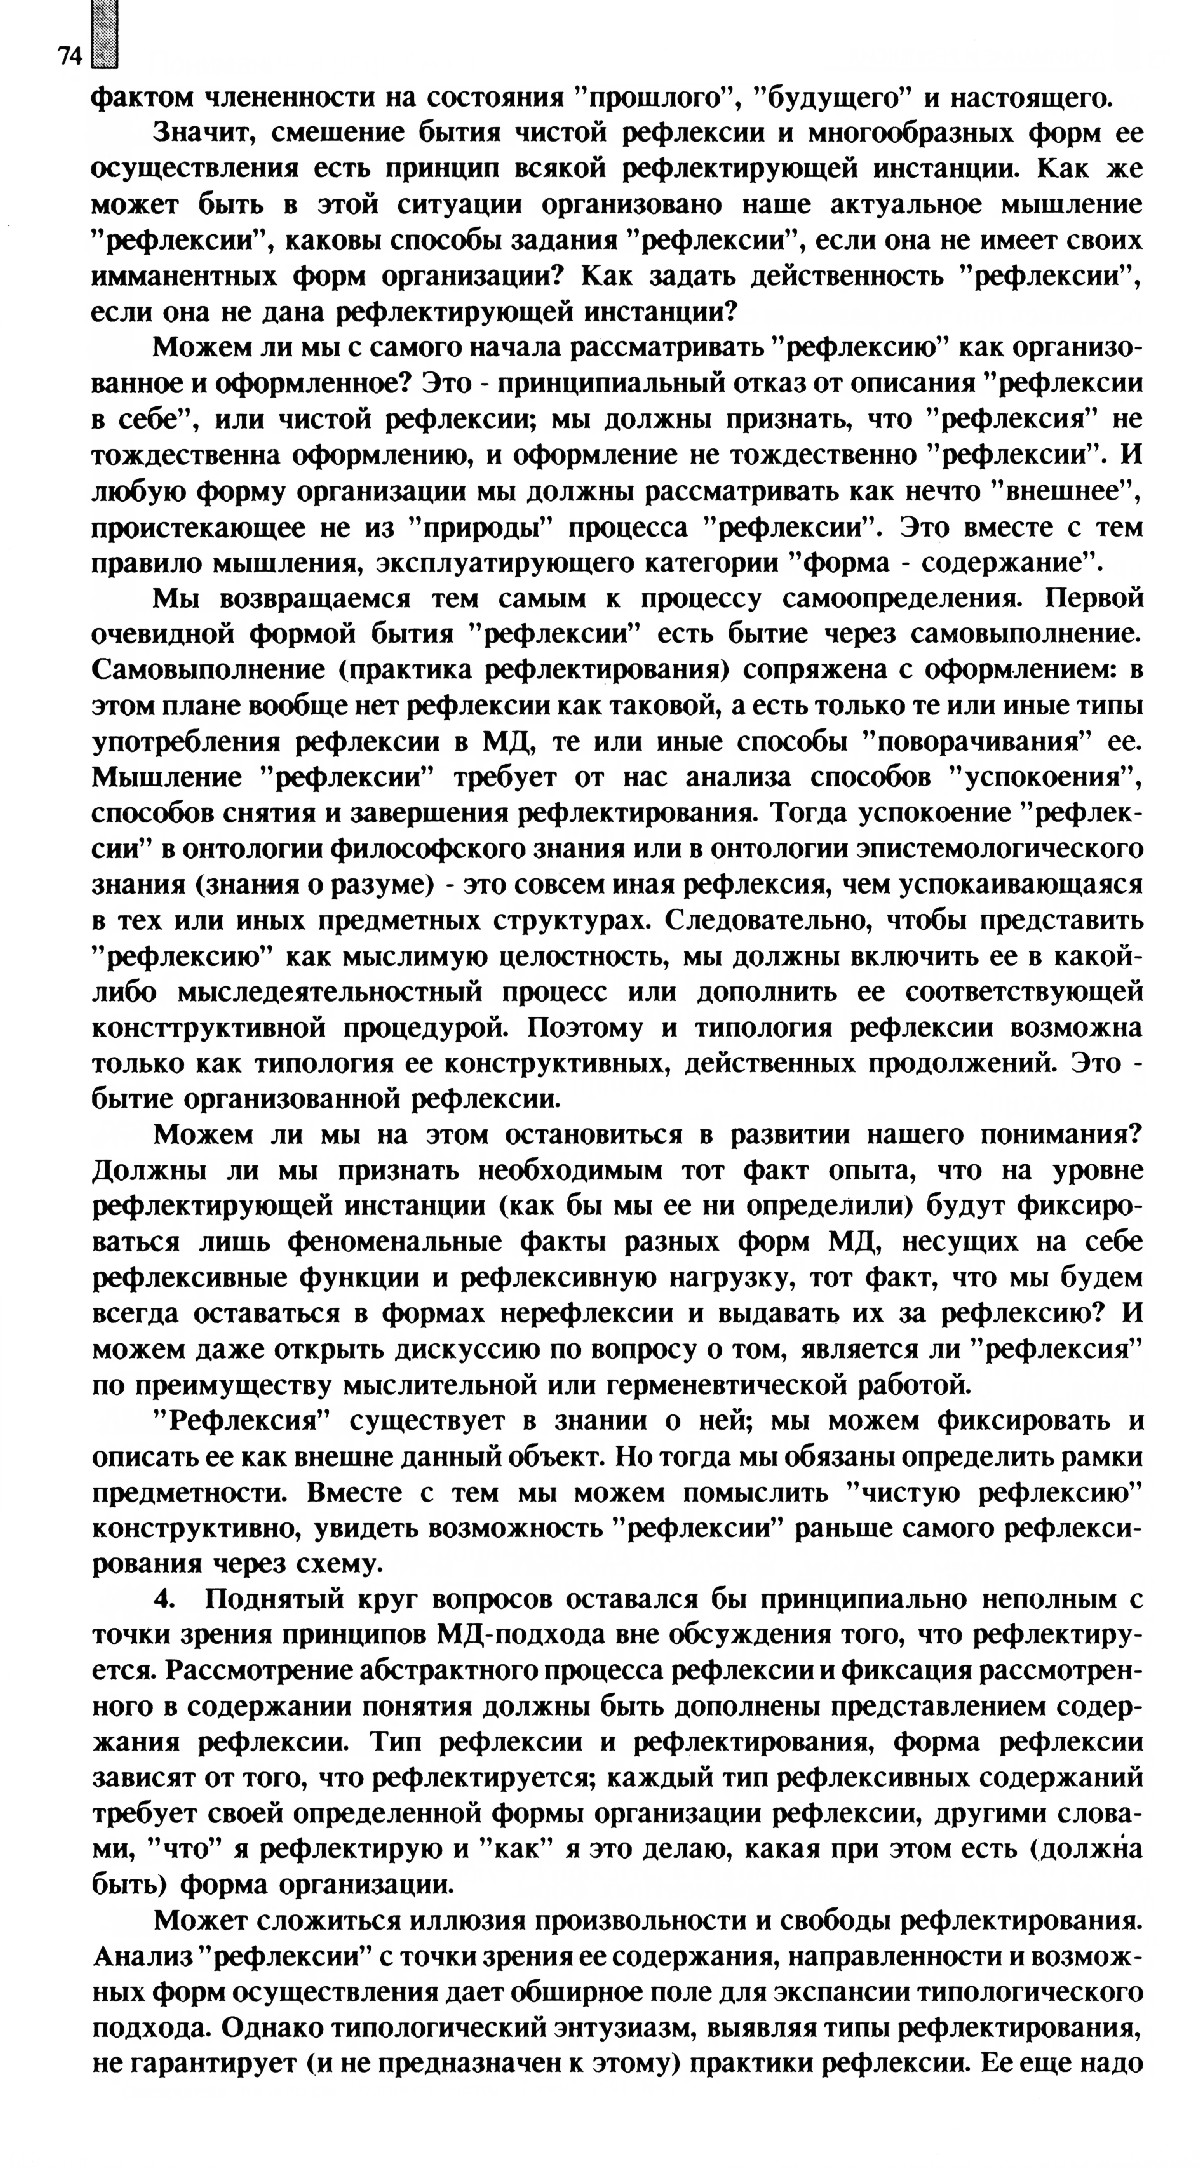 74
фактом члененности на состояния ”прошлого”, ”будущего” и настоящего.
Значит, смешение бытия чистой рефлексии и многообразных форм ее
осуществления есть принцип всякой рефлектирующей инстанции. Как же
может быть в этой ситуации организовано наше актуальное мышление
”рефлексии”, каковы способы задания ”рефлексии”, если она не имеет своих
имманентных форм организации? Как задать действенность ”рефлексии”,
если она не дана рефлектирующей инстанции?
Можем ли мы с самого начала рассматривать ”рефлексию” как организо-
ванное и оформленное? Это - принципиальный отказ от описания ”рефлексии
в себе”, или чистой рефлексии; мы должны признать, что ”рефлексия” не
тождественна оформлению, и оформление не тождественно ”рефлексии”. И
любую форму организации мы должны рассматривать как нечто ”внешнее”,
проистекающее не из ”природы” процесса ”рефлексии”. Это вместе с тем
правило мышления, эксплуатирующего категории ”форма - содержание”.
Мы возвращаемся тем самым к процессу самоопределения. Первой
очевидной формой бытия ”рефлексии” есть бытие через самовыполнение.
Самовыполнение (практика рефлектирования) сопряжена с оформлением: в
этом плане вообще нет рефлексии как таковой, а есть только те или иные типы
употребления рефлексии в МД, те или иные способы ”поворачивания” ее.
Мышление ”рефлексии” требует от нас анализа способов ”успокоения”,
способов снятия и завершения рефлектирования. Тогда успокоение ”рефлек-
сии” в онтологии философского знания или в онтологии эпистемологического
знания (знания о разуме) - это совсем иная рефлексия, чем успокаивающаяся
в тех или иных предметных структурах. Следовательно, чтобы представить
”рефлексию” как мыслимую целостность, мы должны включить ее в какой-
либо мыследеятельностный процесс или дополнить ее соответствующей
консттруктивной процедурой. Поэтому и типология рефлексии возможна
только как типология ее конструктивных, действенных продолжений. Это -
бытие организованной рефлексии.
Можем ли мы на этом остановиться в развитии нашего понимания?
Должны ли мы признать необходимым тот факт опыта, что на уровне
рефлектирующей инстанции (как бы мы ее ни определили) будут фиксиро-
ваться лишь феноменальные факты разных форм МД, несущих на себе
рефлексивные функции и рефлексивную нагрузку, тот факт, что мы будем
всегда оставаться в формах нерефлексии и выдавать их за рефлексию? И
можем даже открыть дискуссию по вопросу о том, является ли ”рефлексия”
по преимуществу мыслительной или герменевтической работой.
”Рефлексия” существует в знании о ней; мы можем фиксировать и
описать ее как внешне данный объект. Но тогда мы обязаны определить рамки
предметности. Вместе с тем мы можем помыслить ”чистую рефлексию”
конструктивно, увидеть возможность ”рефлексии” раньше самого рефлекси-
рования через схему.
4. Поднятый круг вопросов оставался бы принципиально неполным с
точки зрения принципов МД-подхода вне обсуждения того, что рефлектиру-
ется. Рассмотрение абстрактного процесса рефлексии и фиксация рассмотрен-
ного в содержании понятия должны быть дополнены представлением содер-
жания рефлексии. Тип рефлексии и рефлектирования, форма рефлексии
зависят от того, что рефлектируется; каждый тип рефлексивных содержаний
требует своей определенной формы организации рефлексии, другими слова-
ми, ”что” я рефлектирую и ”как” я это делаю, какая при этом есть (должна
быть) форма организации.
Может сложиться иллюзия произвольности и свободы рефлектирования.
Анализ ”рефлексии” с точки зрения ее содержания, направленности и возмож-
ных форм осуществления дает обширное поле для экспансии типологического
подхода. Однако типологический энтузиазм, выявляя типы рефлектирования,
не гарантирует (и не предназначен к этому) практики рефлексии. Ее еще надо